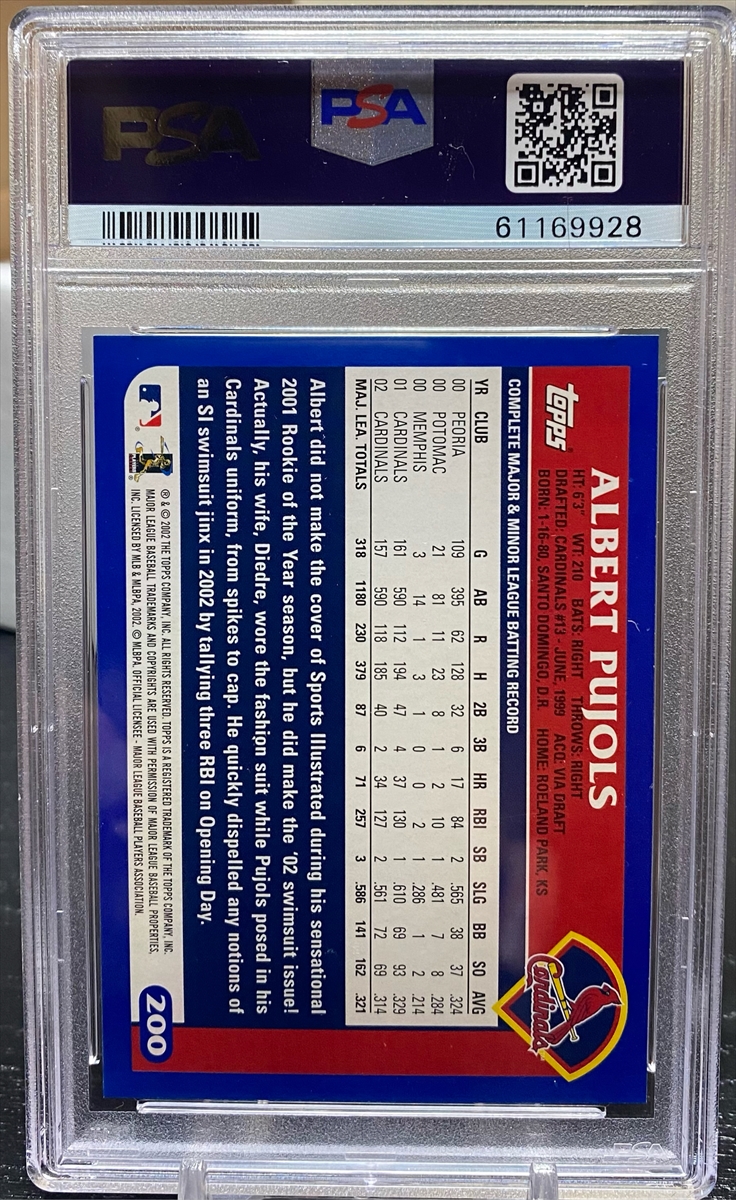 PSA
PSA
61169928
topps
ALBERT PUJOLS
HT: 6'3" WT: 210 BATS: RIGHT THROWS: RIGHT
DRAFTED: CARDINALS #13 - JUNE, 1999 ACQ: VIA DRAFT
BORN: 1-16-80, SANTO DOMINGO, D.R. HOME: ROELAND PARK, KS
Cardinals
COMPLETE MAJOR & MINOR LEAGUE BATTING RECORD
YR CLUB G AB R H 2B 3B HR RBI SB SLG BB SO AVG
00 PEORIA 109 395 62 128 32 6 17 84 2 .565 38 37 .324
00 POTOMAC 21 81 11 23 8 1 2 10 1 .481 7 8 .284
00 MEMPHIS 3 14 1 3 1 0 0 2 1 .286 1 2 .214
01 CARDINALS 161 590 112 194 47 4 37 130 1 .610 69 93 .329
02 CARDINALS 157 590 118 185 40 2 34 127 2 .561 72 69 .314
MAJ. LEA. TOTALS 318 1180 230 379 87 6 71 257 3 .586 141 162 .321
Albert did not make the cover of Sports Illustrated during his sensational
2001 Rookie of the Year season, but he did make the '02 swimsuit issue!
Actually, his wife, Diedre, wore the fashion suit while Pujols posed in his
Cardinals uniform, from spikes to cap. He quickly dispelled any notions of
an SI swimsuit jinx in 2002 by tallying three RBI on Opening Day.
® & © 2002 THE TOPPS COMPANY, INC. ALL RIGHTS RESERVED. TOPPS IS A REGISTERED TRADEMARK OF THE TOPPS COMPANY, INC.
MAJOR LEAGUE BASEBALL TRADEMARKS AND COPYRIGHTS ARE USED WITH PERMISSION OF MAJOR LEAGUE BASEBALL PROPERTIES,
INC. LICENSED BY MLB & MLBPA, 2002. © MLBPA, OFFICIAL LICENSEE - MAJOR LEAGUE BASEBALL PLAYERS ASSOCIATION.
200
PSA